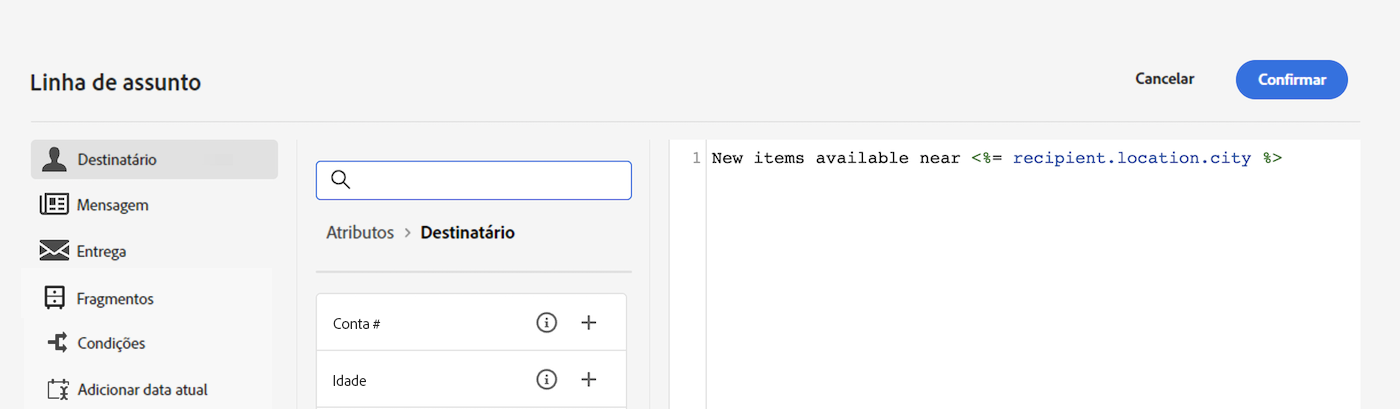 Linha de assunto
Cancelar
Confirmar
Destinatário
Mensagem
Entrega
Fragmentos
Condições
Adicionar data atual
Atributos > Destinatário
Conta #
Idade
1 New items available near <%= recipient.location.city %>